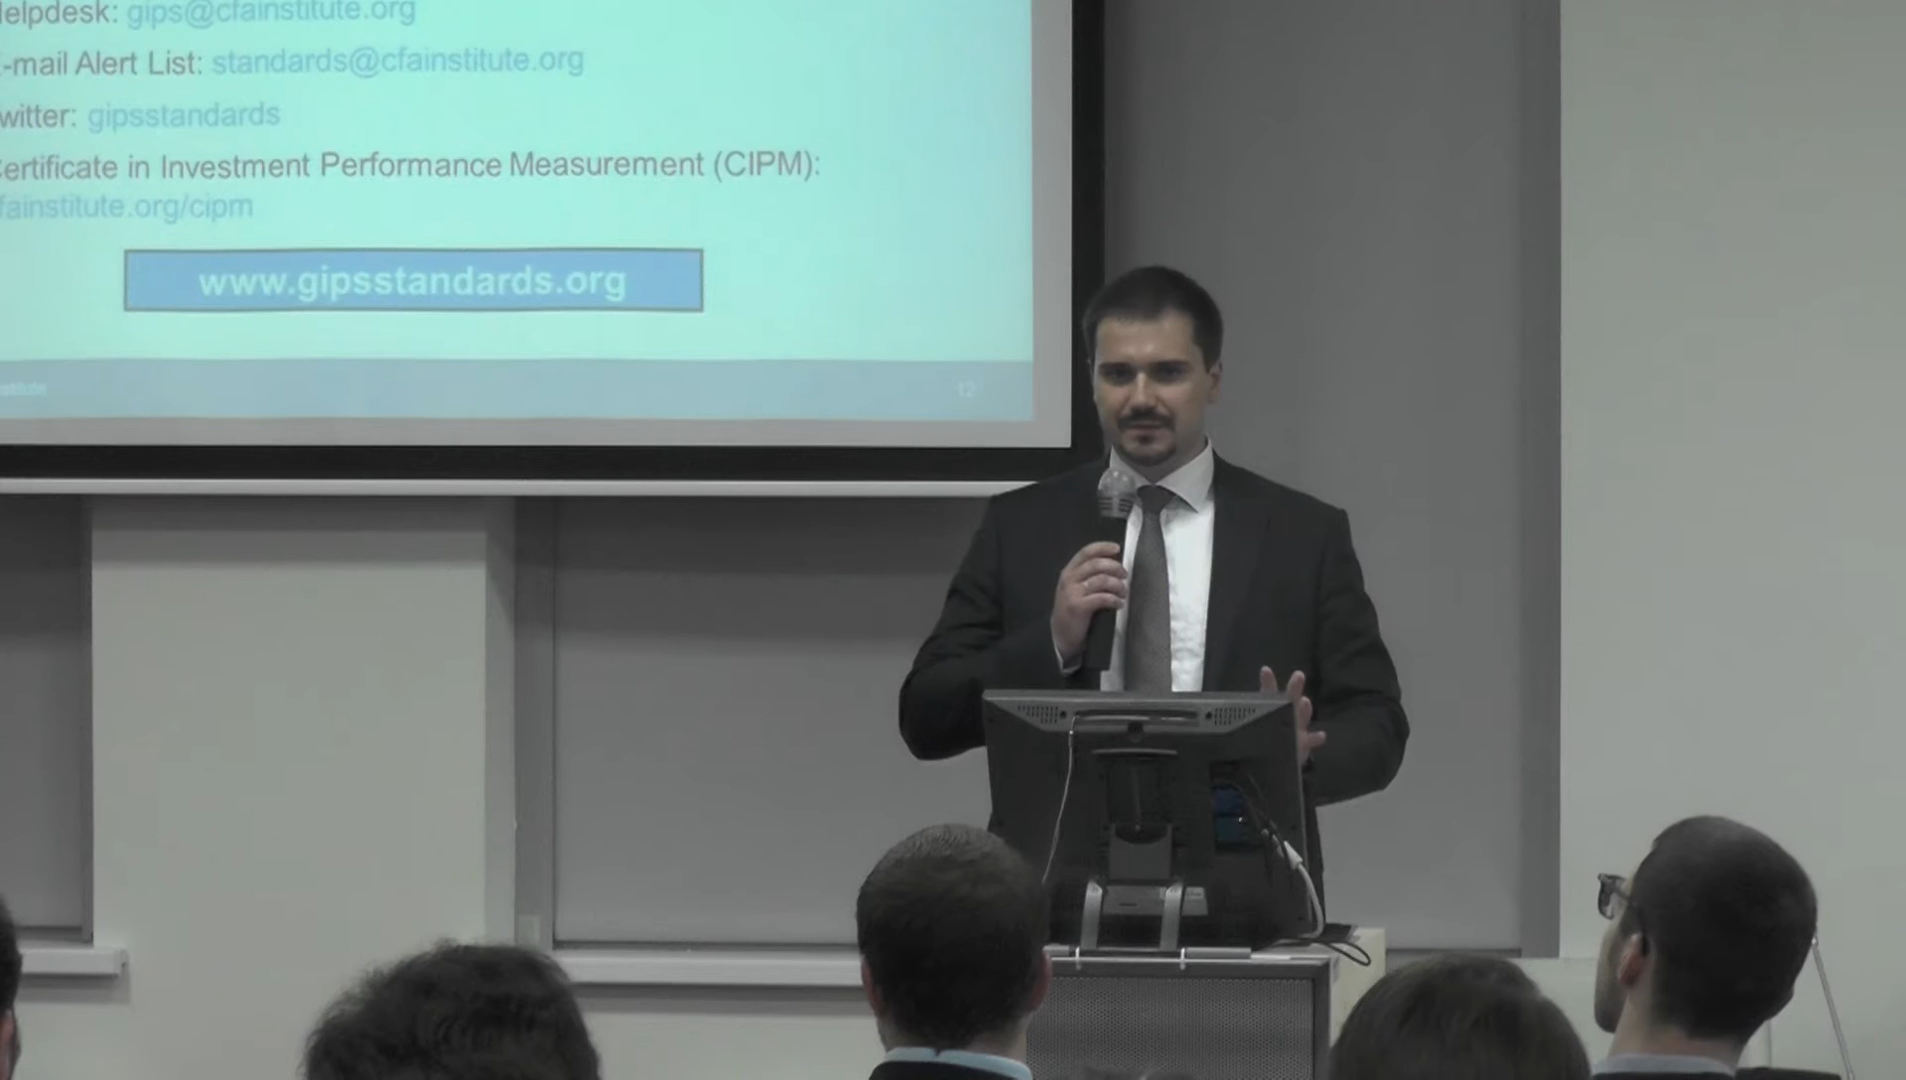 elpdesk: gips@cfainstitute.org
-mail Alert List: standards@cfainstitute.org
witter: gipsstandards
ertificate in Investment Performance Measurement (CIPM):
fainstitute.org/cipm
www.gipsstandards.org
12